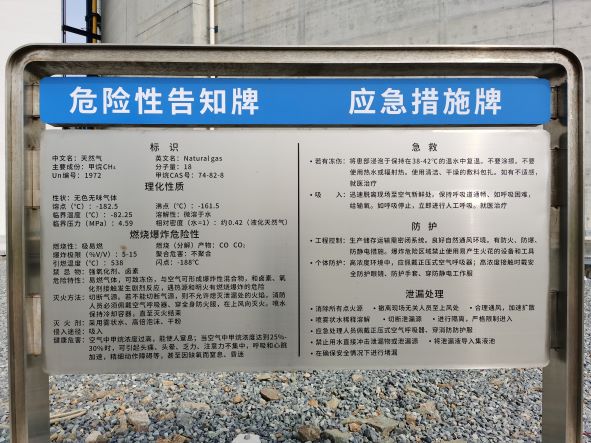 危险性告知牌
标 识
中文名：天然气 英文名：Natural gas
主要成份：甲烷CH₄ 分子量：18
Un编号：1972 甲烷CAS号：74-82-8
理化性质
性状：无色无味气体
熔点（℃）：-182.5 沸点（℃）：-161.5
临界温度（℃）：-82.25 溶解性：微溶于水
临界压力（MPa）：4.59 相对密度（水=1）：约0.42（液化天然气）
燃烧爆炸危险性
燃烧性：易燃 燃烧（分解）产物：CO CO₂
爆炸极限（%V/V）：5-15 聚合危害：不聚合
引燃温度（℃）：538 闪点：-188°C
禁 忌 物：强氧化剂、卤素
危险特性：易燃气体，可致冻伤，与空气可形成爆炸性混合物，和卤素、氧
化剂接触发生剧烈反应，遇热源和明火有燃烧爆炸的危险
灭火方法：切断气源。若不能切断气源，则不允许熄灭泄漏处的火焰。消防
人员必须佩戴空气呼吸器、穿全身防火服，在上风向灭火。喷水
保持冷却容器，直至灭火结束
灭 火 剂：采用雾状水、高倍泡沫、干粉
侵入途径：吸入
健康危害：空气中甲烷浓度过高，能使人窒息；当空气中甲烷浓度达到25%-
30%时，可引起头痛、头晕、乏力、注意力不集中，呼吸和心跳
加速，精细动作障碍等，甚至因缺氧而窒息、昏迷
应急措施牌
急 救
• 若有冻伤：将患部浸泡于保持在38-42℃的温水中复温。不要涂擦。不要
使用热水或辐射热。使用清洁、干燥的敷料包扎。如有不适感，
就医治疗
• 吸 入：迅速脱离现场至空气新鲜处。保持呼吸道通畅。如呼吸困难，
给输氧。如呼吸停止，立即进行人工呼吸。就医治疗
防 护
• 工程控制：生产储存运输需密闭系统。良好自然通风环境。有防火、防爆、
防静电措施。爆炸危险区域禁止使用易产生火花的设备和工具
• 个体防护：高浓度环境中，应佩戴正压式空气呼吸器；高浓度接触时戴安
全防护眼镜、防护手套、穿防静电工作服
泄漏处理
• 消除所有点火源 • 撤离现场无关人员至上风处 • 合理通风，加速扩散
• 喷雾状水稀释溶解 • 切断泄漏源 • 进行隔离，严格限制进入
• 应急处理人员佩戴正压式空气呼吸器、穿消防防护服
• 禁止用水直接冲击泄漏物或泄漏源 • 将泄漏液导入集液池
• 在确保安全情况下进行堵漏